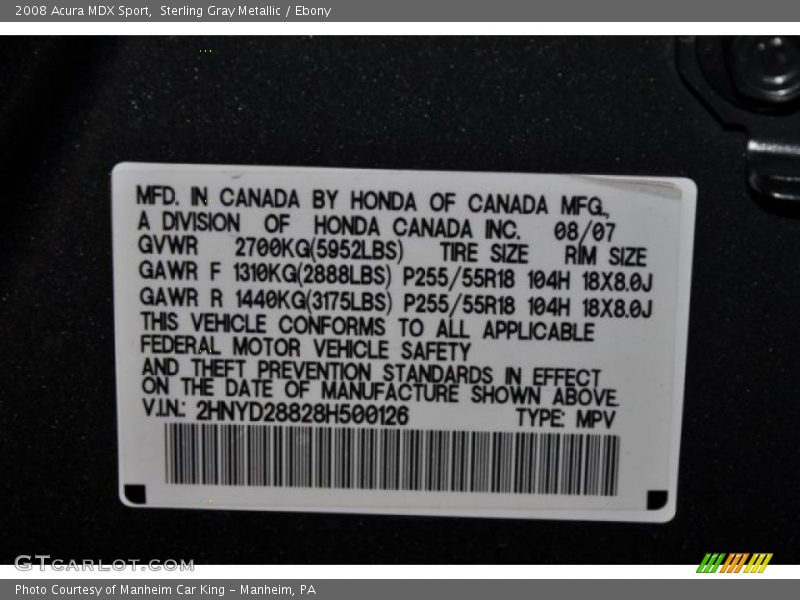 2008 Acura MDX Sport, Sterling Gray Metallic / Ebony
MFD. IN CANADA BY HONDA OF CANADA MFG.,
A DIVISION OF HONDA CANADA INC. 08/07
GVWR 2700KG(5952LBS) TIRE SIZE RIM SIZE
GAWR F 1310KG(2888LBS) P255/55R18 104H 18X8.0J
GAWR R 1440KG(3175LBS) P255/55R18 104H 18X8.0J
THIS VEHICLE CONFORMS TO ALL APPLICABLE
FEDERAL MOTOR VEHICLE SAFETY
AND THEFT PREVENTION STANDARDS IN EFFECT
ON THE DATE OF MANUFACTURE SHOWN ABOVE.
V.I.N.: 2HNYD28828H500126 TYPE: MPV
GTCarLot.com
Photo Courtesy of Manheim Car King - Manheim, PA